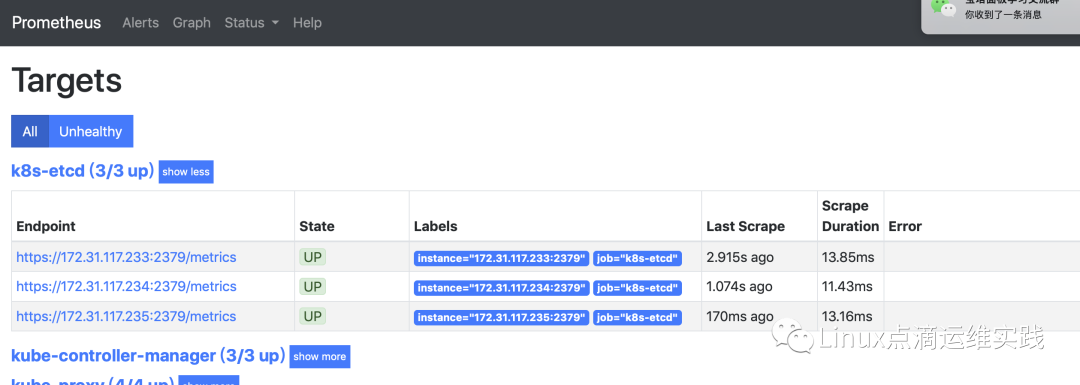 Prometheus Alerts Graph Status Help
你收到了一条消息
Targets
All Unhealthy
k8s-etcd (3/3 up) show less
Endpoint State Labels Last Scrape Scrape Duration Error
https://172.31.117.233:2379/metrics UP instance="172.31.117.233:2379" job="k8s-etcd" 2.915s ago 13.85ms
https://172.31.117.234:2379/metrics UP instance="172.31.117.234:2379" job="k8s-etcd" 1.074s ago 11.43ms
https://172.31.117.235:2379/metrics UP instance="172.31.117.235:2379" job="k8s-etcd" 170ms ago 13.16ms
Linux点滴运维实践
kube-controller-manager (3/3 up) show more
kube-proxy (4/4 up)